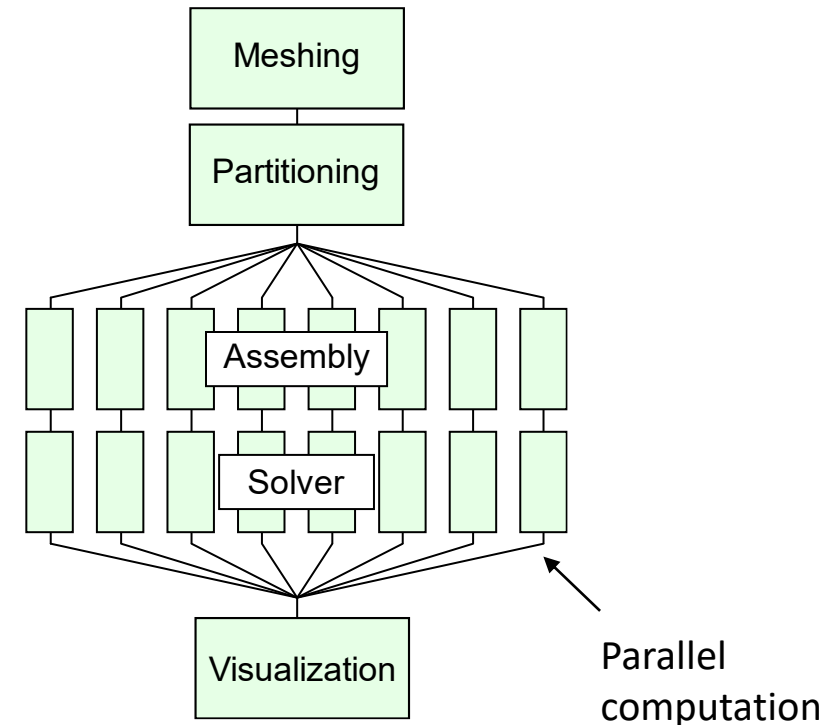 Meshing
Partitioning
Assembly
Solver
Visualization
Parallel
computation